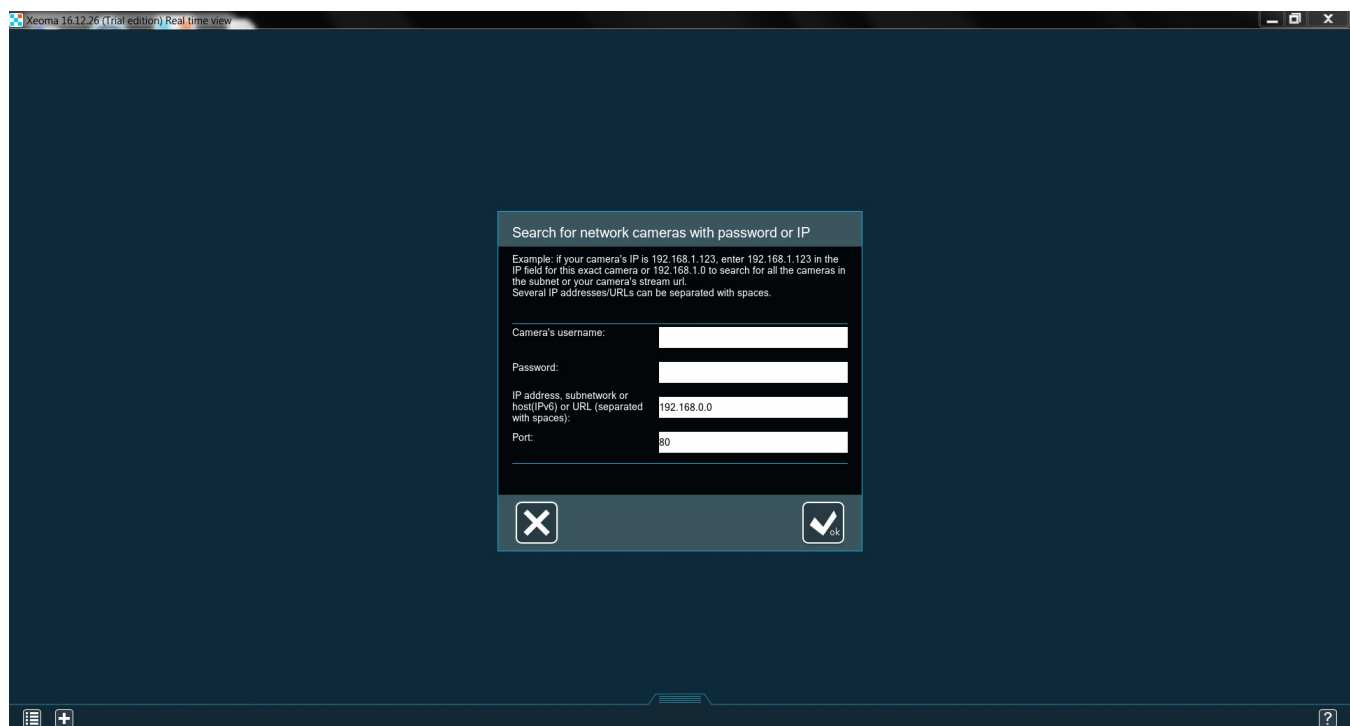 Xeoma 16.12.26 (Trial edition) Real time view
Search for network cameras with password or IP
Example: if your camera's IP is 192.168.1.123, enter 192.168.1.123 in the
IP field for this exact camera or 192.168.1.0 to search for all the cameras in
the subnet or your camera's stream url.
Several IP addresses/URLs can be separated with spaces.
Camera's username:
Password:
IP address, subnetwork or
host(IPv6) or URL (separated
with spaces):
192.168.0.0
Port:
80
ok
?